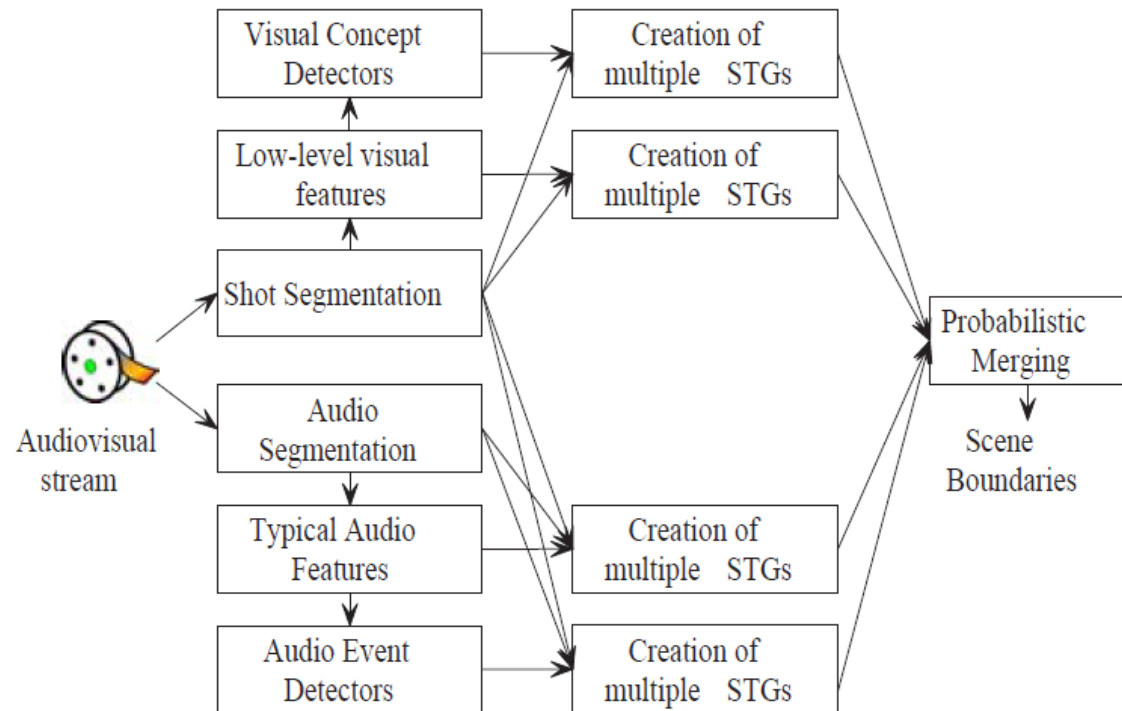 Visual Concept
Detectors
Creation of
multiple STGs
Low-level visual
features
Creation of
multiple STGs
Shot Segmentation
Probabilistic
Merging
Audiovisual
stream
Audio
Segmentation
Scene
Boundaries
Typical Audio
Features
Creation of
multiple STGs
Audio Event
Detectors
Creation of
multiple STGs